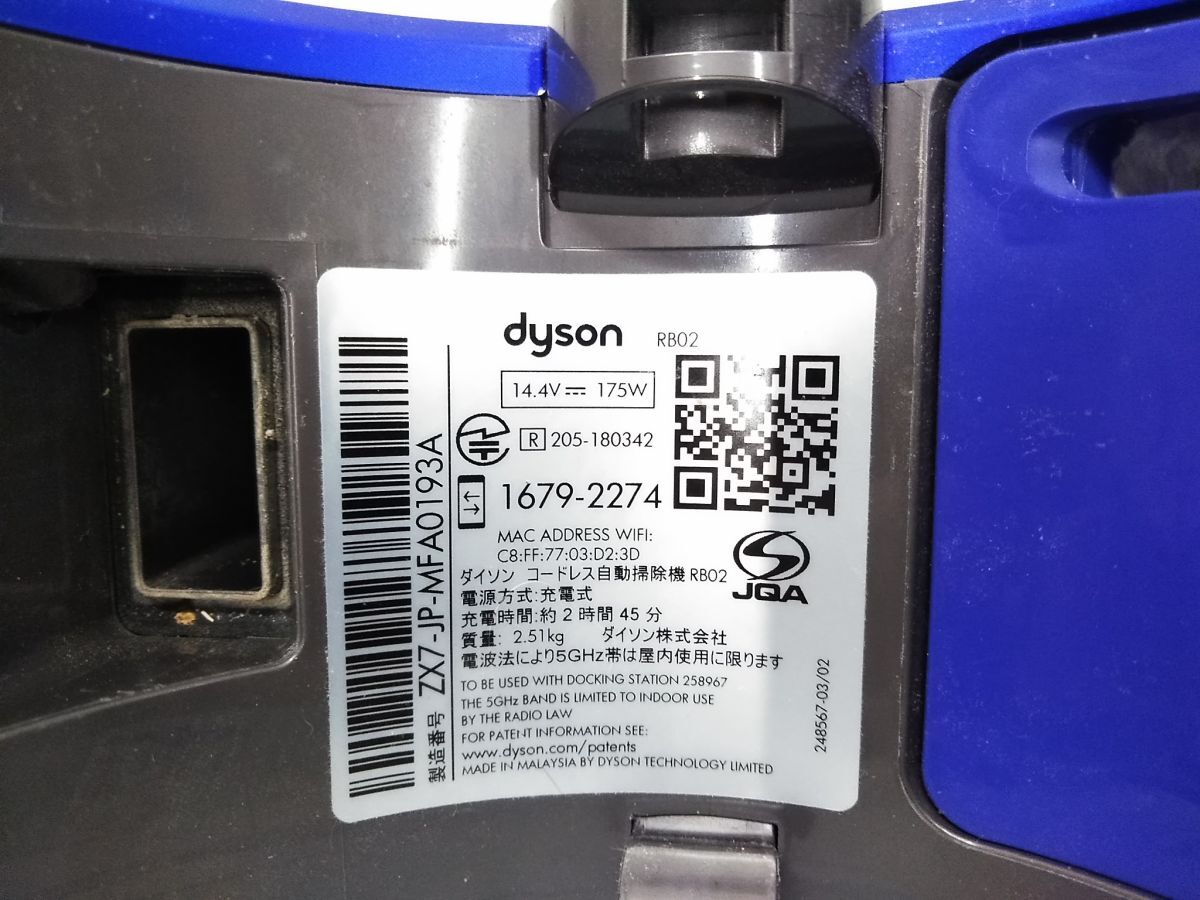 dyson RB02
14.4V ⎓ 175W
R 205-180342
1679-2274
MAC ADDRESS WIFI:
C8:FF:77:03:D2:3D
JQA
ダイソン コードレス自動掃除機 RB02
電源方式:充電式
充電時間:約2時間45分
質量: 2.51kg ダイソン株式会社
電波法により5GHz帯は屋内使用に限ります
TO BE USED WITH DOCKING STATION 258967
THE 5GHz BAND IS LIMITED TO INDOOR USE
BY THE RADIO LAW
FOR PATENT INFORMATION SEE:
www.dyson.com/patents
MADE IN MALAYSIA BY DYSON TECHNOLOGY LIMITED
製造番号 ZX7-JP-MFA0193A
248567-03/02